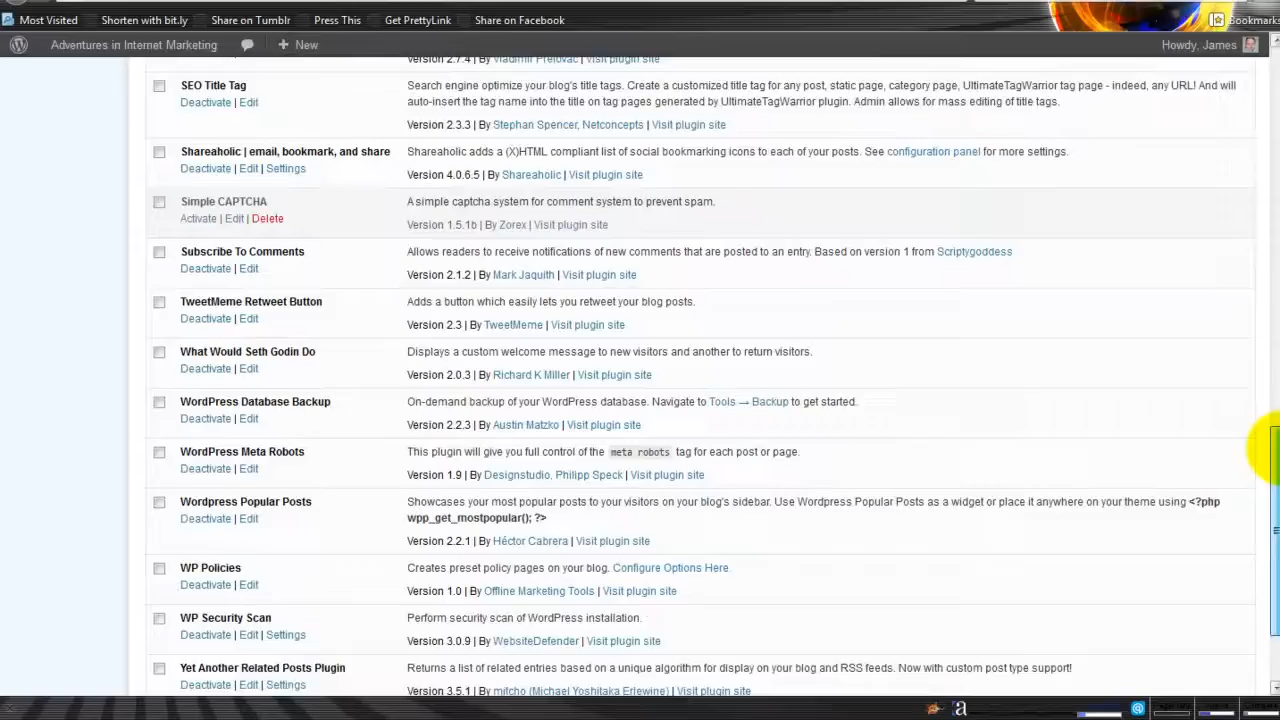 Most Visited Shorten with bit.ly Share on Tumblr Press This Get PrettyLink Share on Facebook Bookmarks
Adventures in Internet Marketing + New Howdy, James
Version 2.7.4 | By Vladimir Prelovac | Visit plugin site
SEO Title Tag Search engine optimize your blog's title tags. Create a customized title tag for any post, static page, category page, UltimateTagWarrior tag page - indeed, any URL! And will
Deactivate | Edit auto-insert the tag name into the title on tag pages generated by UltimateTagWarrior plugin. Admin allows for mass editing of title tags.
Version 2.3.3 | By Stephan Spencer, Netconcepts | Visit plugin site
Shareaholic | email, bookmark, and share Shareaholic adds a (X)HTML compliant list of social bookmarking icons to each of your posts. See configuration panel for more settings.
Deactivate | Edit | Settings Version 4.0.6.5 | By Shareaholic | Visit plugin site
Simple CAPTCHA A simple captcha system for comment system to prevent spam.
Activate | Edit | Delete Version 1.5.1b | By Zorex | Visit plugin site
Subscribe To Comments Allows readers to receive notifications of new comments that are posted to an entry. Based on version 1 from Scriptygoddess
Deactivate | Edit Version 2.1.2 | By Mark Jaquith | Visit plugin site
TweetMeme Retweet Button Adds a button which easily lets you retweet your blog posts.
Deactivate | Edit Version 2.3 | By TweetMeme | Visit plugin site
What Would Seth Godin Do Displays a custom welcome message to new visitors and another to return visitors.
Deactivate | Edit Version 2.0.3 | By Richard K Miller | Visit plugin site
WordPress Database Backup On-demand backup of your WordPress database. Navigate to Tools → Backup to get started.
Deactivate | Edit Version 2.2.3 | By Austin Matzko | Visit plugin site
WordPress Meta Robots This plugin will give you full control of the meta robots tag for each post or page.
Deactivate | Edit Version 1.9 | By Designstudio, Philipp Speck | Visit plugin site
Wordpress Popular Posts Showcases your most popular posts to your visitors on your blog's sidebar. Use Wordpress Popular Posts as a widget or place it anywhere on your theme using <?php
Deactivate | Edit wpp_get_mostpopular(); ?>
Version 2.2.1 | By Héctor Cabrera | Visit plugin site
WP Policies Creates preset policy pages on your blog. Configure Options Here.
Deactivate | Edit Version 1.0 | By Offline Marketing Tools | Visit plugin site
WP Security Scan Perform security scan of WordPress installation.
Deactivate | Edit | Settings Version 3.0.9 | By WebsiteDefender | Visit plugin site
Yet Another Related Posts Plugin Returns a list of related entries based on a unique algorithm for display on your blog and RSS feeds. Now with custom post type support!
Deactivate | Edit | Settings Version 3.5.1 | By mitcho (Michael Yoshitaka Erlewine) | Visit plugin site
a